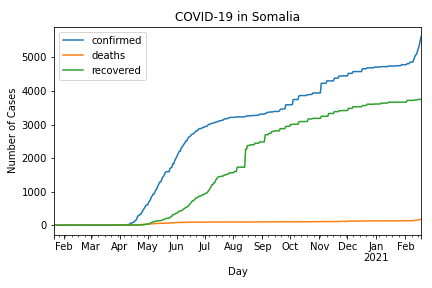 COVID-19 in Somalia
confirmed
deaths
recovered
Number of Cases
5000
4000
3000
2000
1000
0
Feb Mar Apr May Jun Jul Aug Sep Oct Nov Dec Jan Feb
2021
Day